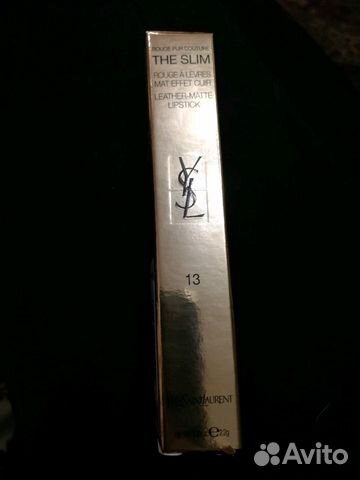 ROUGE PUR COUTURE
THE SLIM
ROUGE À LÈVRES
MAT EFFET CUIR
LEATHER-MATTE
LIPSTICK
YSL
13
YVES SAINT LAURENT
e 2,2g
Avito